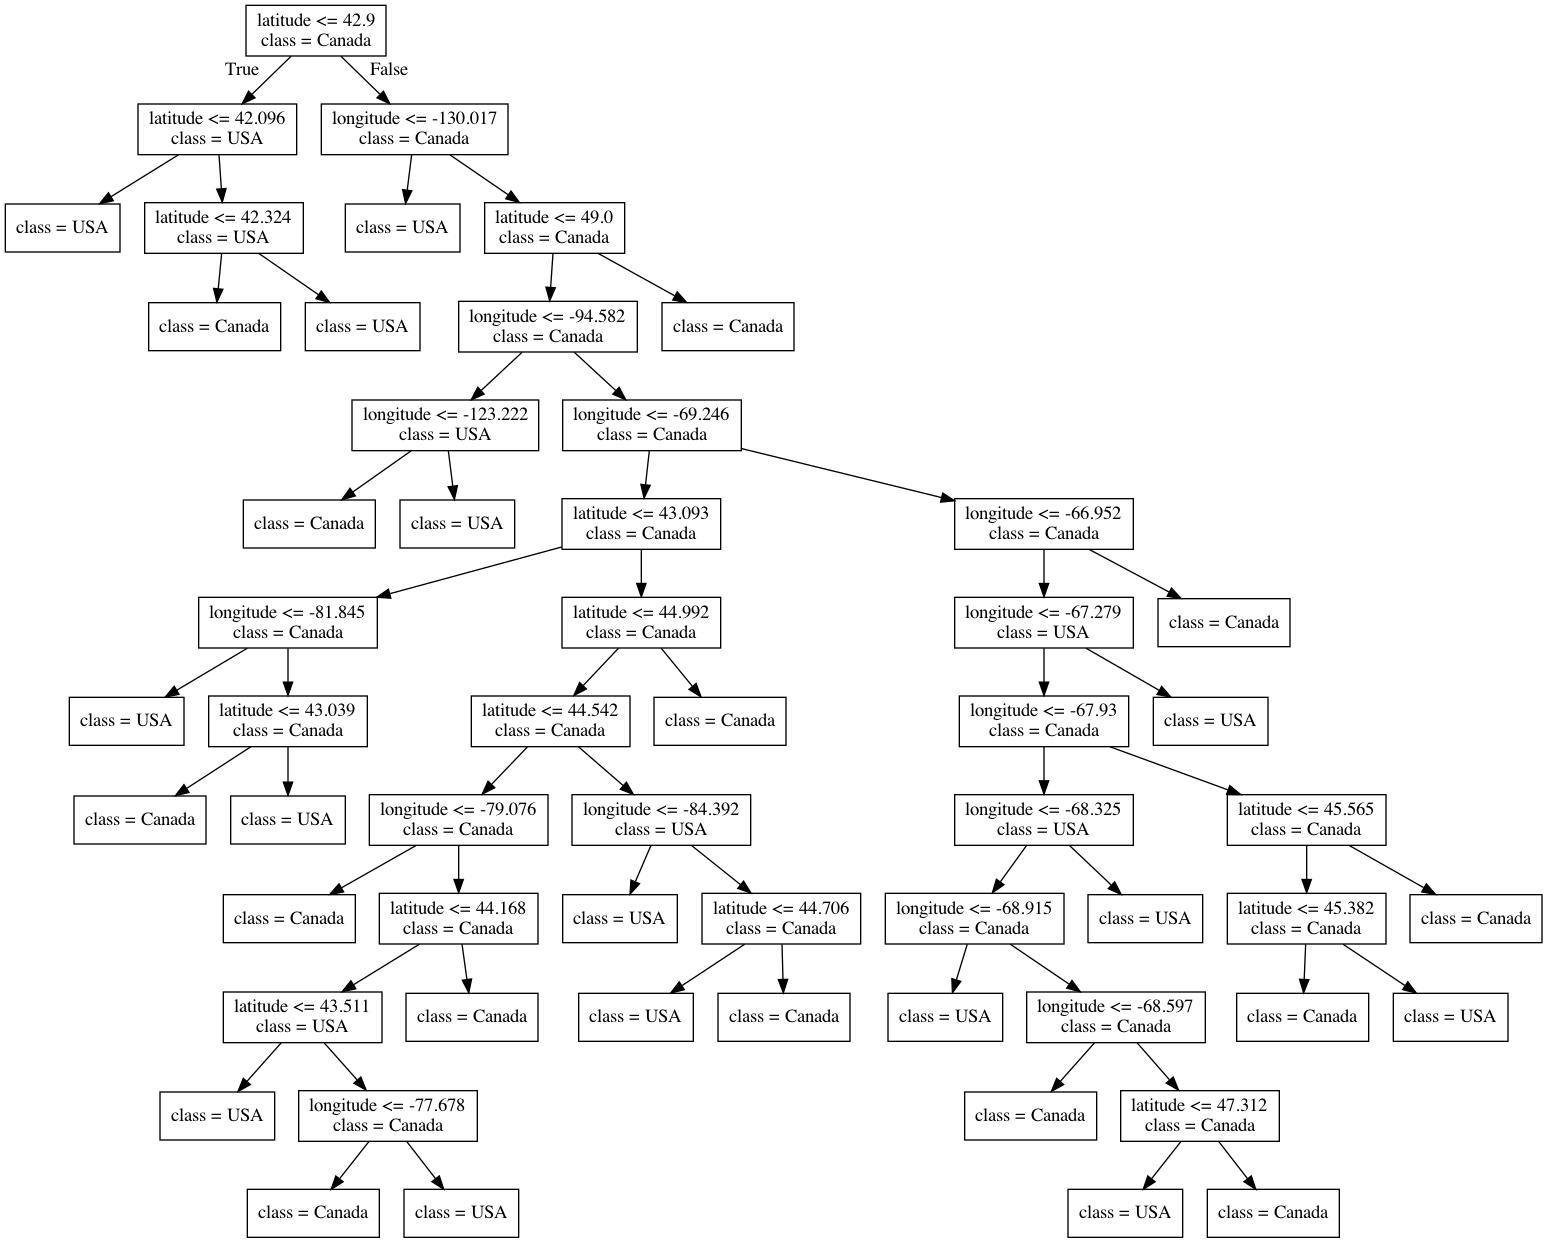 latitude <= 42.9
class = Canada
True
False
latitude <= 42.096
class = USA
longitude <= -130.017
class = Canada
class = USA
latitude <= 42.324
class = USA
class = USA
latitude <= 49.0
class = Canada
class = Canada
class = USA
longitude <= -94.582
class = Canada
class = Canada
longitude <= -123.222
class = USA
longitude <= -69.246
class = Canada
class = Canada
class = USA
latitude <= 43.093
class = Canada
longitude <= -66.952
class = Canada
longitude <= -81.845
class = Canada
latitude <= 44.992
class = Canada
longitude <= -67.279
class = USA
class = Canada
class = USA
latitude <= 43.039
class = Canada
latitude <= 44.542
class = Canada
class = Canada
longitude <= -67.93
class = Canada
class = USA
class = Canada
class = USA
longitude <= -79.076
class = Canada
longitude <= -84.392
class = USA
longitude <= -68.325
class = USA
latitude <= 45.565
class = Canada
class = Canada
latitude <= 44.168
class = Canada
class = USA
latitude <= 44.706
class = Canada
longitude <= -68.915
class = Canada
class = USA
latitude <= 45.382
class = Canada
class = Canada
latitude <= 43.511
class = USA
class = Canada
class = USA
class = Canada
class = USA
longitude <= -68.597
class = Canada
class = Canada
class = USA
class = USA
longitude <= -77.678
class = Canada
class = Canada
latitude <= 47.312
class = Canada
class = Canada
class = USA
class = USA
class = Canada